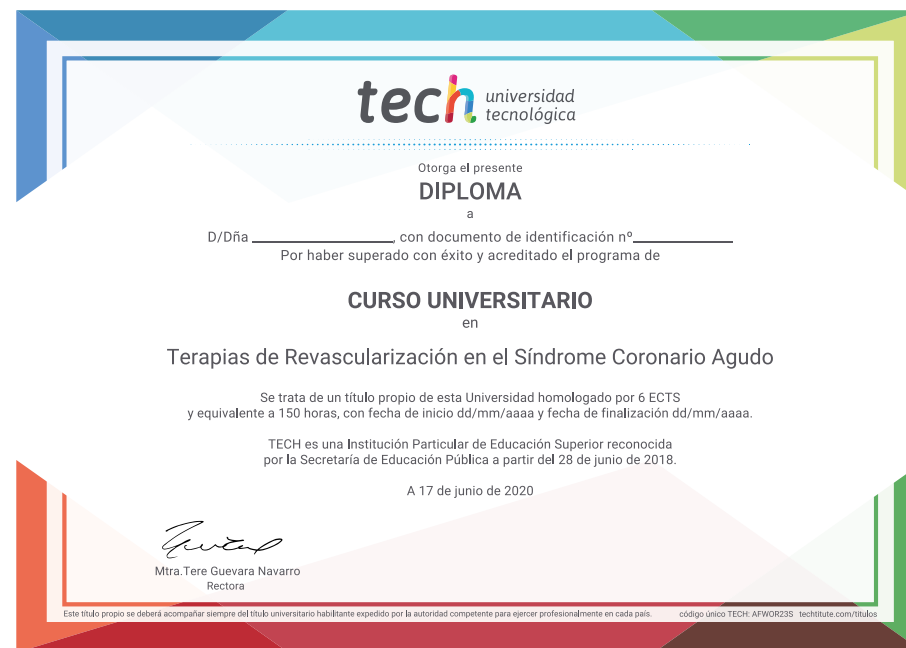 tech universidad
tecnológica
Otorga el presente
DIPLOMA
a
D/Dña ____________________, con documento de identificación nº______________
Por haber superado con éxito y acreditado el programa de
CURSO UNIVERSITARIO
en
Terapias de Revascularización en el Síndrome Coronario Agudo
Se trata de un título propio de esta Universidad homologado por 6 ECTS
y equivalente a 150 horas, con fecha de inicio dd/mm/aaaa y fecha de finalización dd/mm/aaaa.
TECH es una Institución Particular de Educación Superior reconocida
por la Secretaría de Educación Pública a partir del 28 de junio de 2018.
A 17 de junio de 2020
Mtra.Tere Guevara Navarro
Rectora
Este título propio se deberá acompañar siempre del título universitario habilitante expedido por la autoridad competente para ejercer profesionalmente en cada país. código único TECH: AFWOR23S techtitute.com/titulos